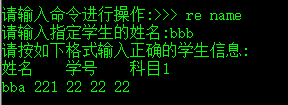 请输入命令进行操作:>>> re name
请输入指定学生的姓名:bbb
请按如下格式输入正确的学生信息:
姓名    学号    科目1
bba 221 22 22 22